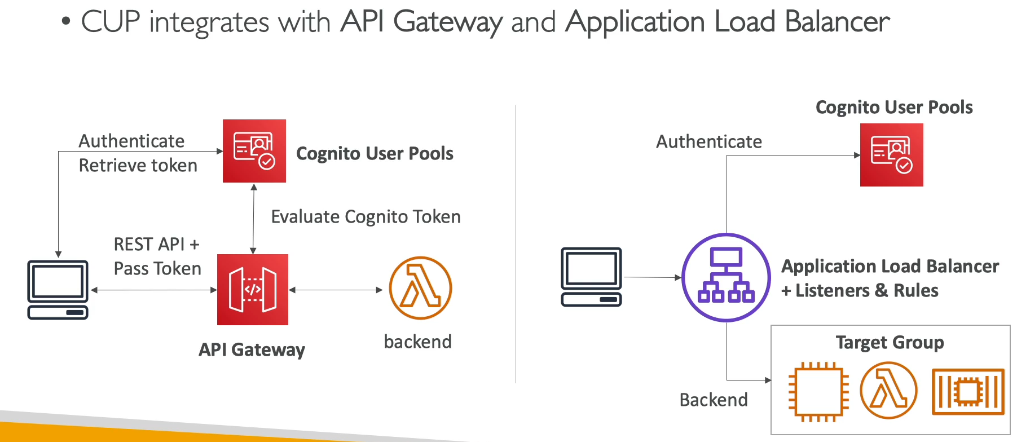 • CUP integrates with API Gateway and Application Load Balancer
Authenticate
Retrieve token
Cognito User Pools
Evaluate Cognito Token
REST API +
Pass Token
API Gateway
backend
Cognito User Pools
Authenticate
Application Load Balancer
+ Listeners & Rules
Target Group
Backend